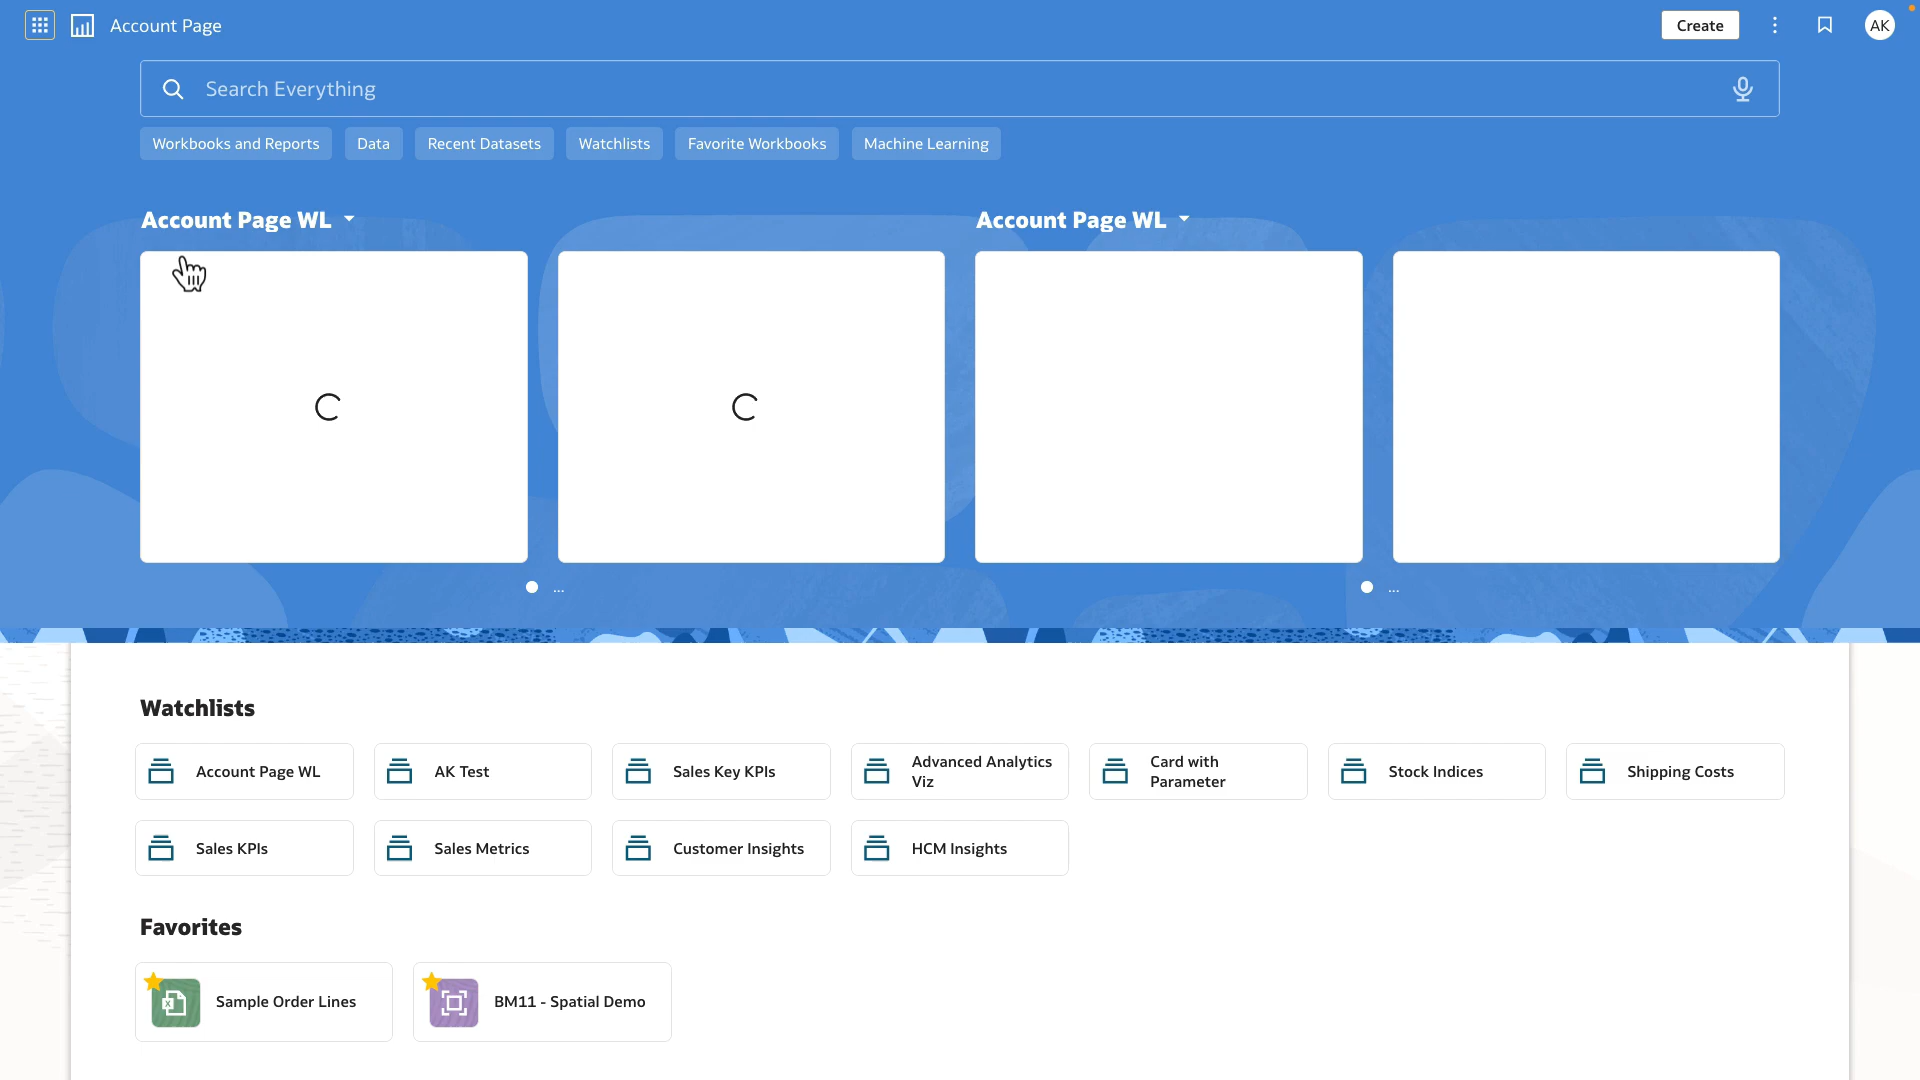 Account Page
Create
AK
Search Everything
Workbooks and Reports
Data
Recent Datasets
Watchlists
Favorite Workbooks
Machine Learning
Account Page WL
Account Page WL
...
...
Watchlists
Account Page WL
AK Test
Sales Key KPIs
Advanced Analytics
Viz
Card with
Parameter
Stock Indices
Shipping Costs
Sales KPIs
Sales Metrics
Customer Insights
HCM Insights
Favorites
Sample Order Lines
BM11 - Spatial Demo